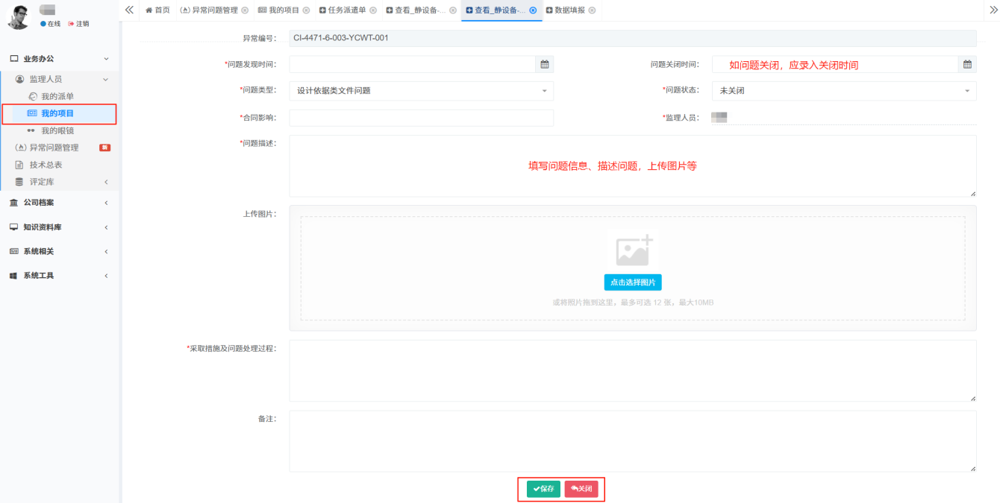 在线 注销
业务办公
监理人员
我的派单
我的项目
我的眼镜
异常问题管理 新
技术总表
评定库
公司档案
知识资料库
系统相关
系统工具
首页 异常问题管理 我的项目 任务派遣单 查看_静设备-... 查看_静设备-... 数据填报
异常编号： CI-4471-6-003-YCWT-001
*问题发现时间： 问题关闭时间： 如问题关闭，应录入关闭时间
*问题类型： 设计依据类文件问题 *问题状态： 未关闭
*合同影响： *监理人员：
*问题描述：
填写问题信息、描述问题，上传图片等
上传图片：
点击选择图片
或将照片拖到这里，最多可选 12 张，最大10MB
*采取措施及问题处理过程：
备注：
保存 关闭